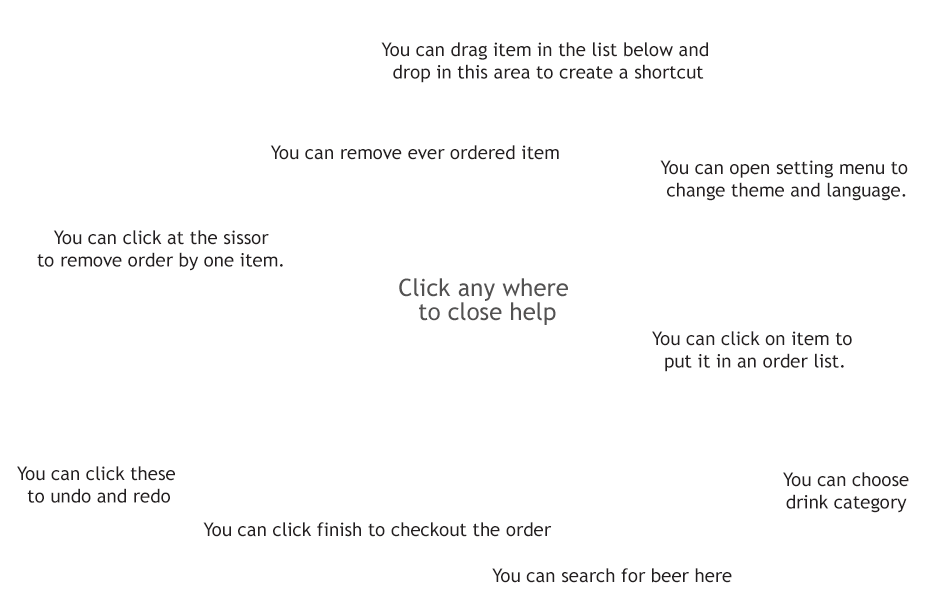 You can drag item in the list below and
drop in this area to create a shortcut
You can remove ever ordered item
You can open setting menu to
change theme and language.
You can click at the sissor
to remove order by one item.
Click any where
to close help
You can click on item to
put it in an order list.
You can click these
to undo and redo
You can choose
drink category
You can click finish to checkout the order
You can search for beer here